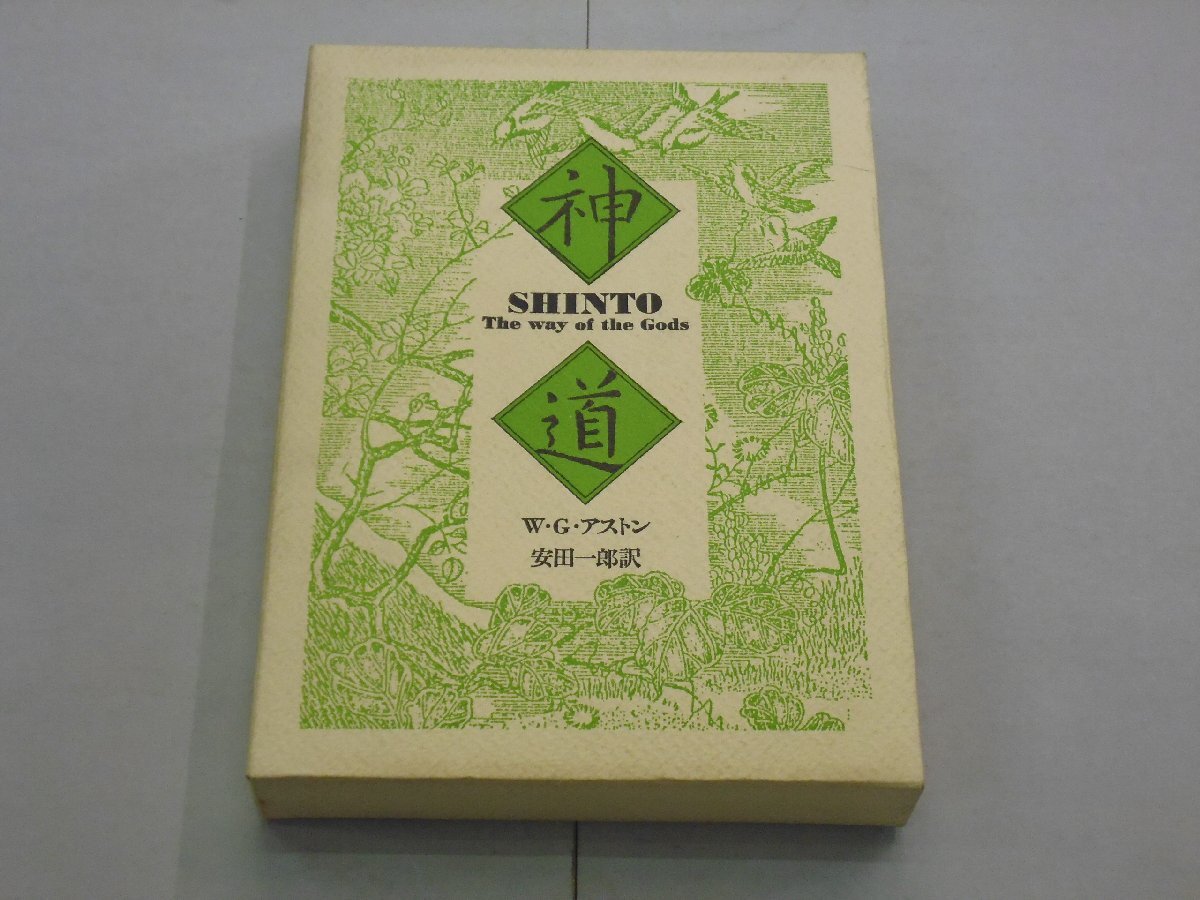 神
SHINTO
The way of the Gods
道
W・G・アストン
安田一郎訳